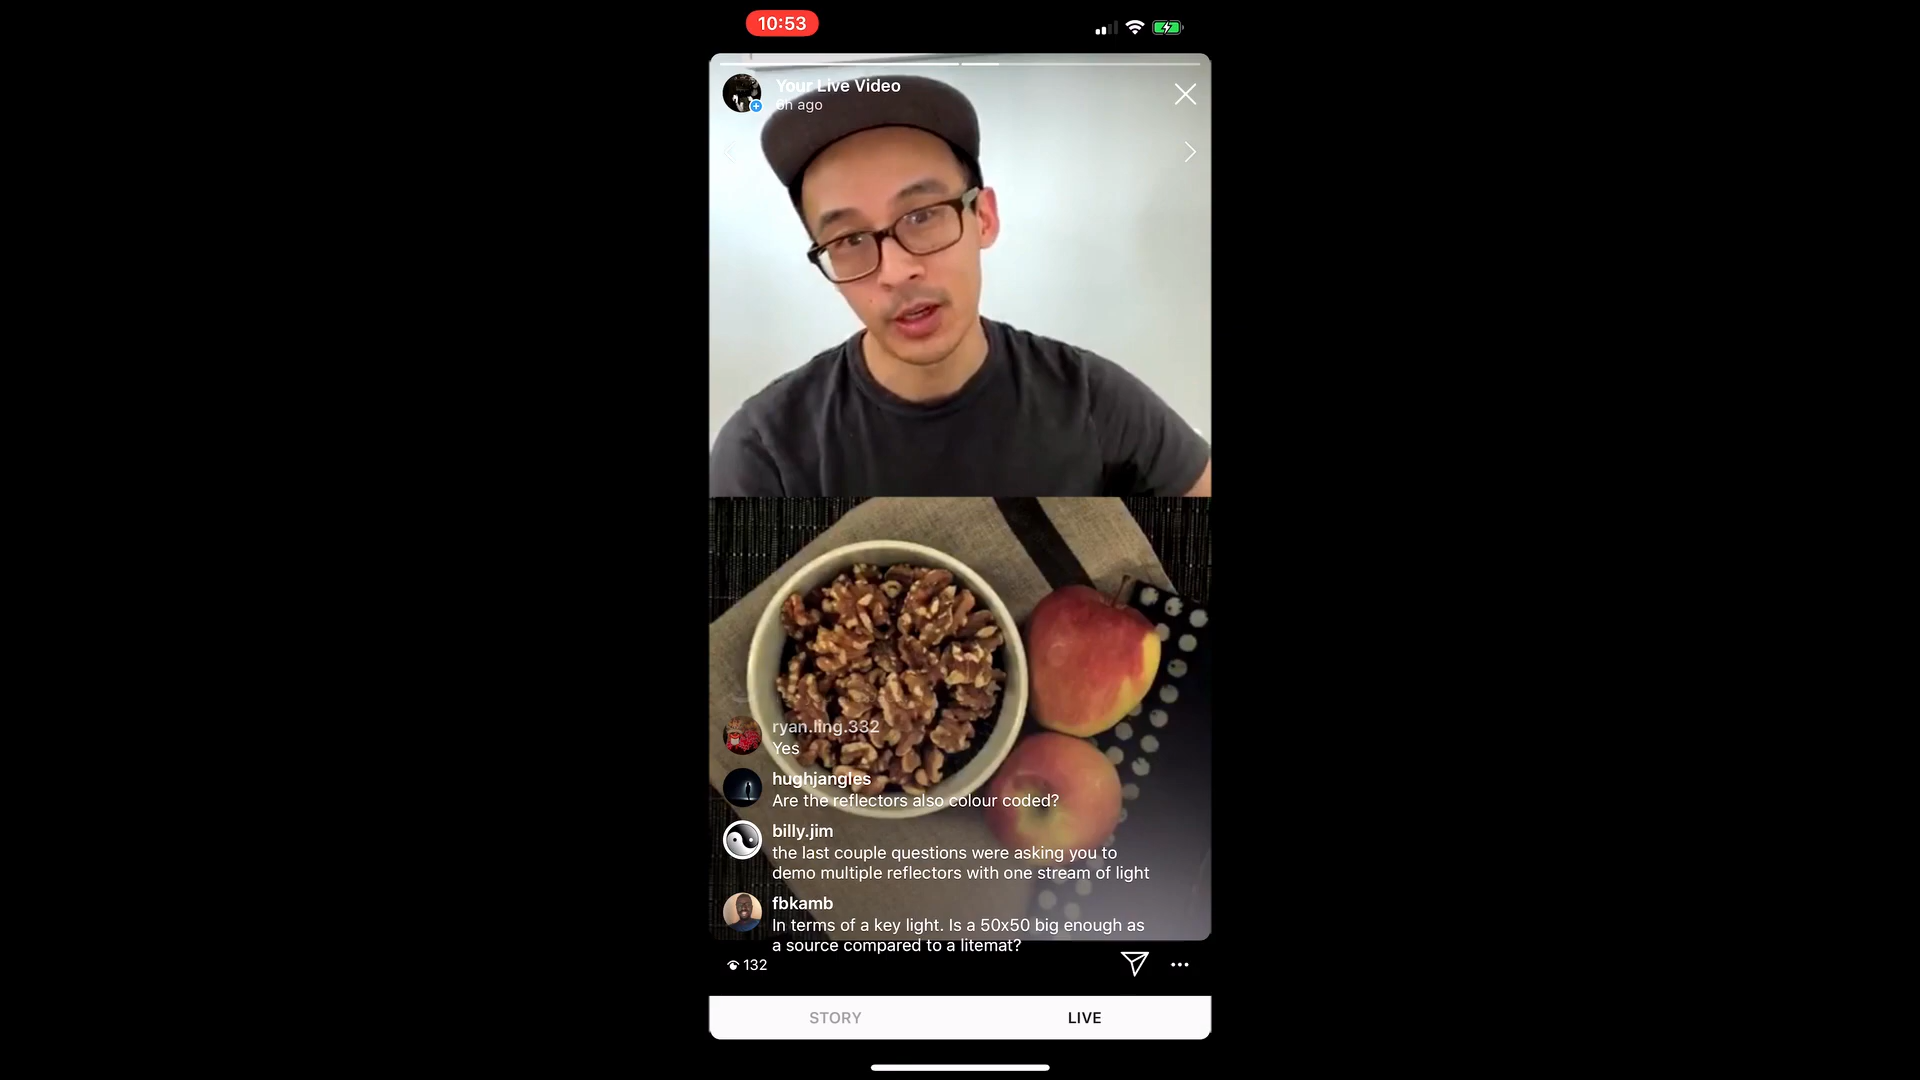 10:53
Your Live Video
6h ago
ryan.ling.332
Yes
hughjangles
Are the reflectors also colour coded?
billy.jim
the last couple questions were asking you to
demo multiple reflectors with one stream of light
fbkamb
In terms of a key light. Is a 50x50 big enough as
a source compared to a litemat?
132
STORY
LIVE